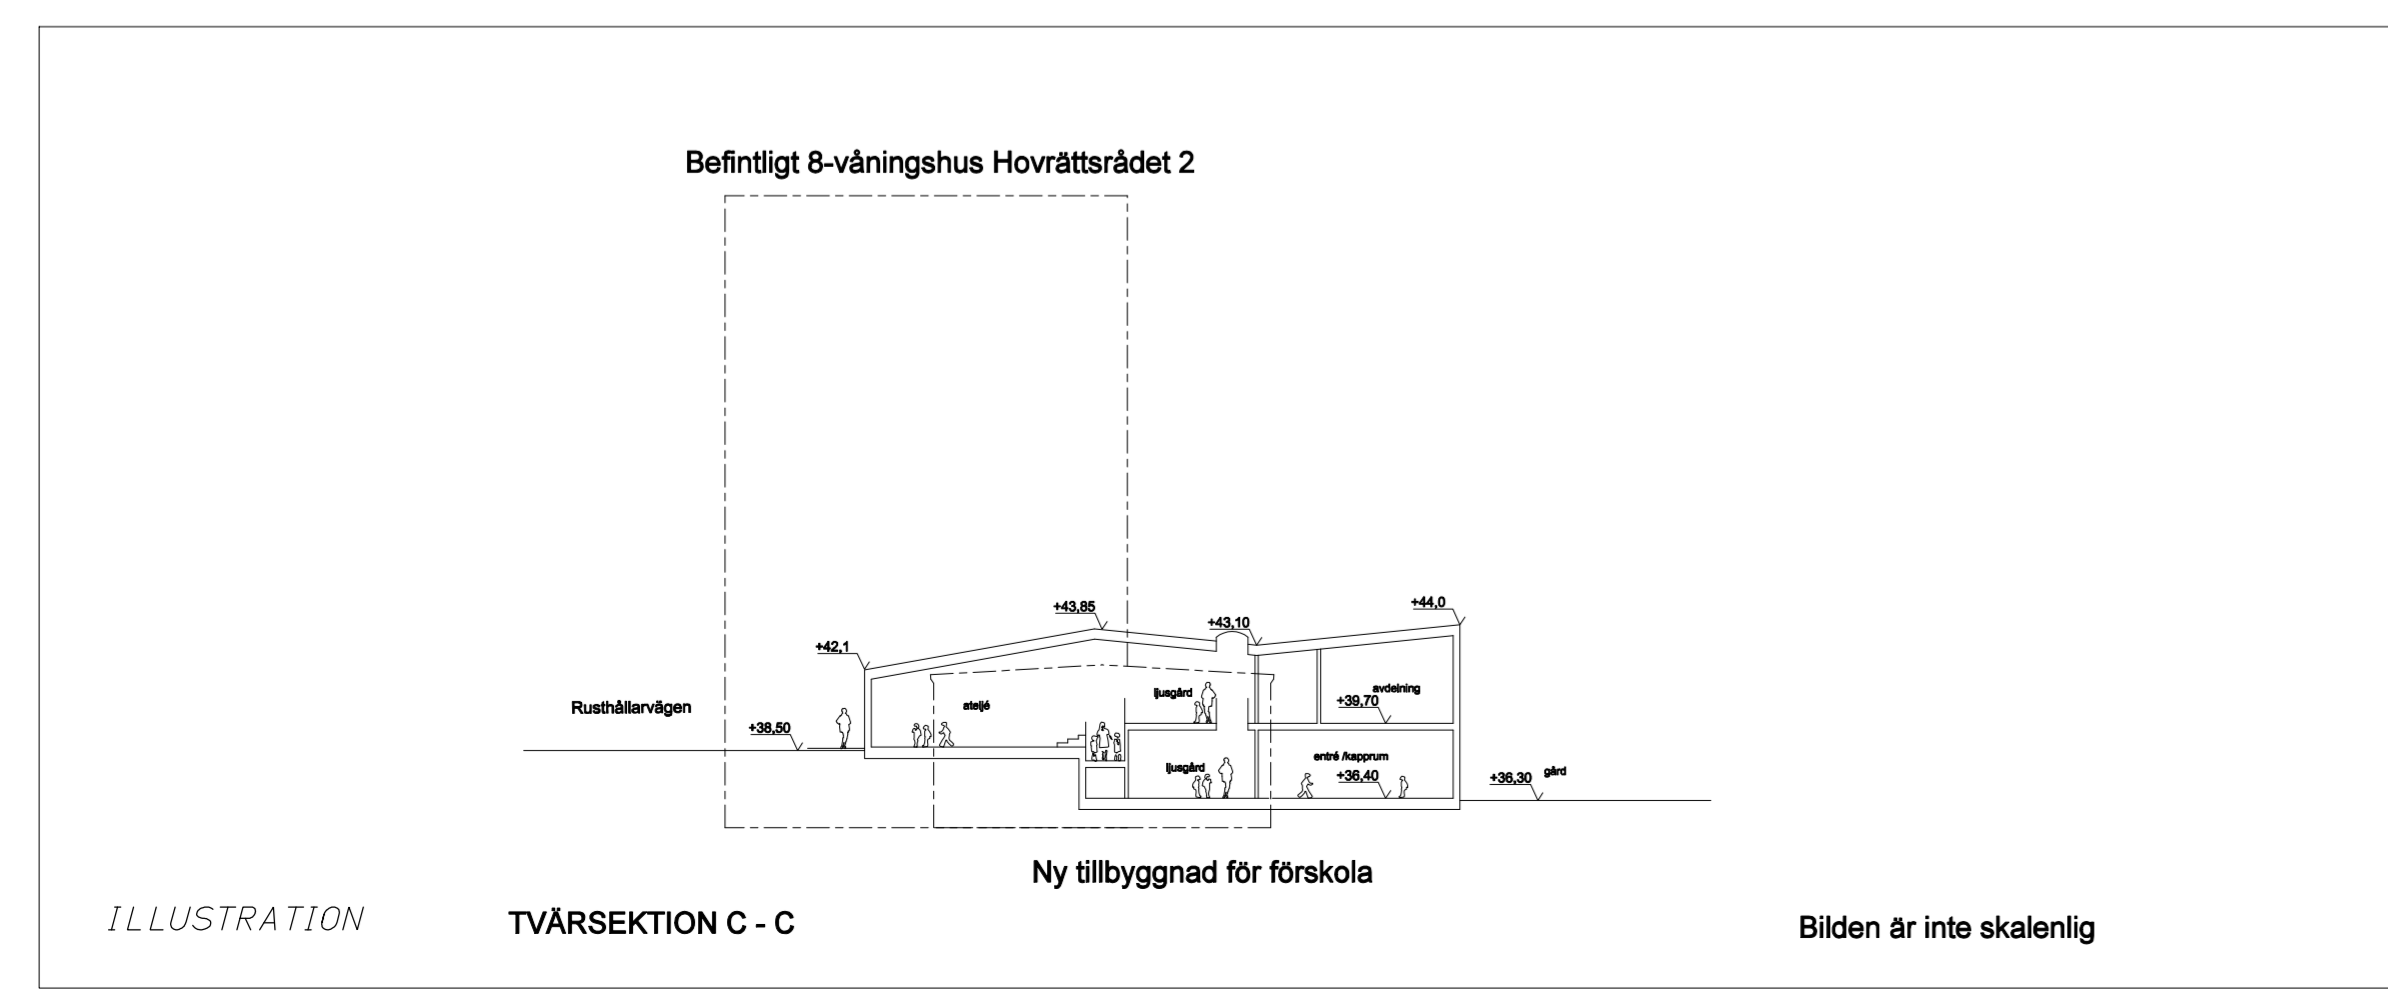 Befintligt 8-våningshus Hovrättsrådet 2
+43,85
+44,0
+43,10
+42,1
ljusgård
avdelning
+39,70
Rusthållarvägen
ateljé
+38,50
entré /kapprum
ljusgård
+36,40
+36,30
gård
Ny tillbyggnad för förskola
ILLUSTRATION
TVÄRSEKTION C - C
Bilden är inte skalenlig